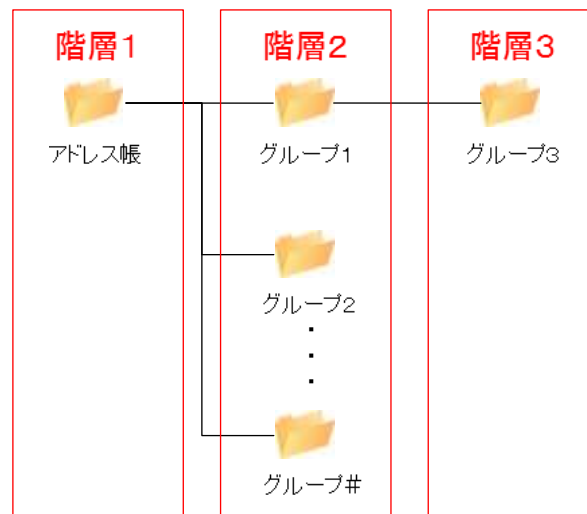 階層1
階層2
階層3
アドレス帳
グループ1
グループ3
グループ2
・
・
・
グループ#